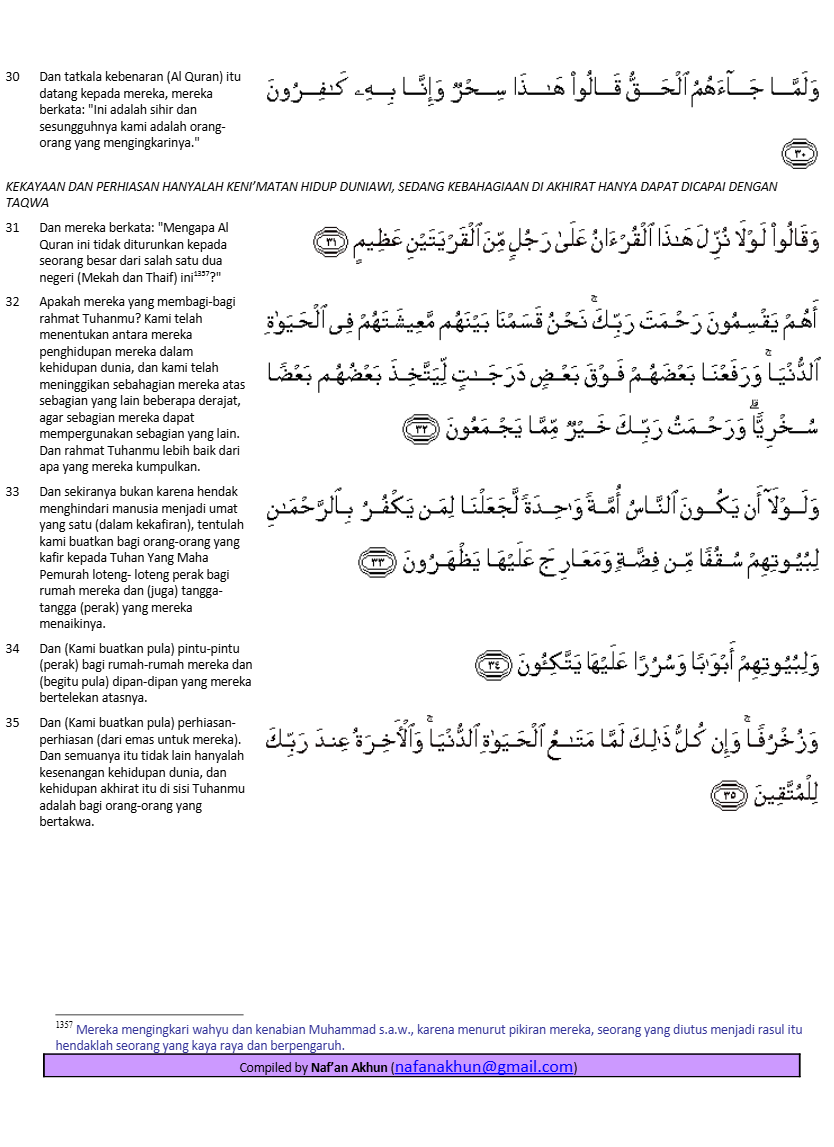 30 Dan tatkala kebenaran (Al Quran) itu
datang kepada mereka, mereka
berkata: "Ini adalah sihir dan
sesungguhnya kami adalah orang-
orang yang mengingkarinya."
وَلَمَّا جَآءَهُمُ ٱلْحَقُّ قَالُوا۟ هَـٰذَا سِحْرٌ وَإِنَّا بِهِۦ كَـٰفِرُونَ
٣٠
KEKAYAAN DAN PERHIASAN HANYALAH KENI’MATAN HIDUP DUNIAWI, SEDANG KEBAHAGIAAN DI AKHIRAT HANYA DAPAT DICAPAI DENGAN
TAQWA
31 Dan mereka berkata: "Mengapa Al
Quran ini tidak diturunkan kepada
seorang besar dari salah satu dua
negeri (Mekah dan Thaif) ini1357?"
وَقَالُوا۟ لَوْلَا نُزِّلَ هَـٰذَا ٱلْقُرْءَانُ عَلَىٰ رَجُلٍ مِّنَ ٱلْقَرْيَتَيْنِ عَظِيمٍ ٣١
32 Apakah mereka yang membagi-bagi
rahmat Tuhanmu? Kami telah
menentukan antara mereka
penghidupan mereka dalam
kehidupan dunia, dan kami telah
meninggikan sebahagian mereka atas
sebagian yang lain beberapa derajat,
agar sebagian mereka dapat
mempergunakan sebagian yang lain.
Dan rahmat Tuhanmu lebih baik dari
apa yang mereka kumpulkan.
أَهُمْ يَقْسِمُونَ رَحْمَتَ رَبِّكَ ۚ نَحْنُ قَسَمْنَا بَيْنَهُم مَّعِيشَتَهُمْ فِى ٱلْحَيَوٰةِ
ٱلدُّنْيَا ۚ وَرَفَعْنَا بَعْضَهُمْ فَوْقَ بَعْضٍ دَرَجَـٰتٍ لِّيَتَّخِذَ بَعْضُهُم بَعْضًا
سُخْرِيًّا ۗ وَرَحْمَتُ رَبِّكَ خَيْرٌ مِّمَّا يَجْمَعُونَ ٣٢
33 Dan sekiranya bukan karena hendak
menghindari manusia menjadi umat
yang satu (dalam kekafiran), tentulah
kami buatkan bagi orang-orang yang
kafir kepada Tuhan Yang Maha
Pemurah loteng- loteng perak bagi
rumah mereka dan (juga) tangga-
tangga (perak) yang mereka
menaikinya.
وَلَوْلَآ أَن يَكُونَ ٱلنَّاسُ أُمَّةً وَٰحِدَةً لَّجَعَلْنَا لِمَن يَكْفُرُ بِٱلرَّحْمَـٰنِ
لِبُيُوتِهِمْ سُقُفًا مِّن فِضَّةٍ وَمَعَارِجَ عَلَيْهَا يَظْهَرُونَ ٣٣
34 Dan (Kami buatkan pula) pintu-pintu
(perak) bagi rumah-rumah mereka dan
(begitu pula) dipan-dipan yang mereka
bertelekan atasnya.
وَلِبُيُوتِهِمْ أَبْوَٰبًا وَسُرُرًا عَلَيْهَا يَتَّكِـُٔونَ ٣٤
35 Dan (Kami buatkan pula) perhiasan-
perhiasan (dari emas untuk mereka).
Dan semuanya itu tidak lain hanyalah
kesenangan kehidupan dunia, dan
kehidupan akhirat itu di sisi Tuhanmu
adalah bagi orang-orang yang
bertakwa.
وَزُخْرُفًا ۚ وَإِن كُلُّ ذَٰلِكَ لَمَّا مَتَـٰعُ ٱلْحَيَوٰةِ ٱلدُّنْيَا ۚ وَٱلْأَخِرَةُ عِندَ رَبِّكَ
لِلْمُتَّقِينَ ٣٥
1357 Mereka mengingkari wahyu dan kenabian Muhammad s.a.w., karena menurut pikiran mereka, seorang yang diutus menjadi rasul itu
hendaklah seorang yang kaya raya dan berpengaruh.
Compiled by Naf’an Akhun (nafanakhun@gmail.com)